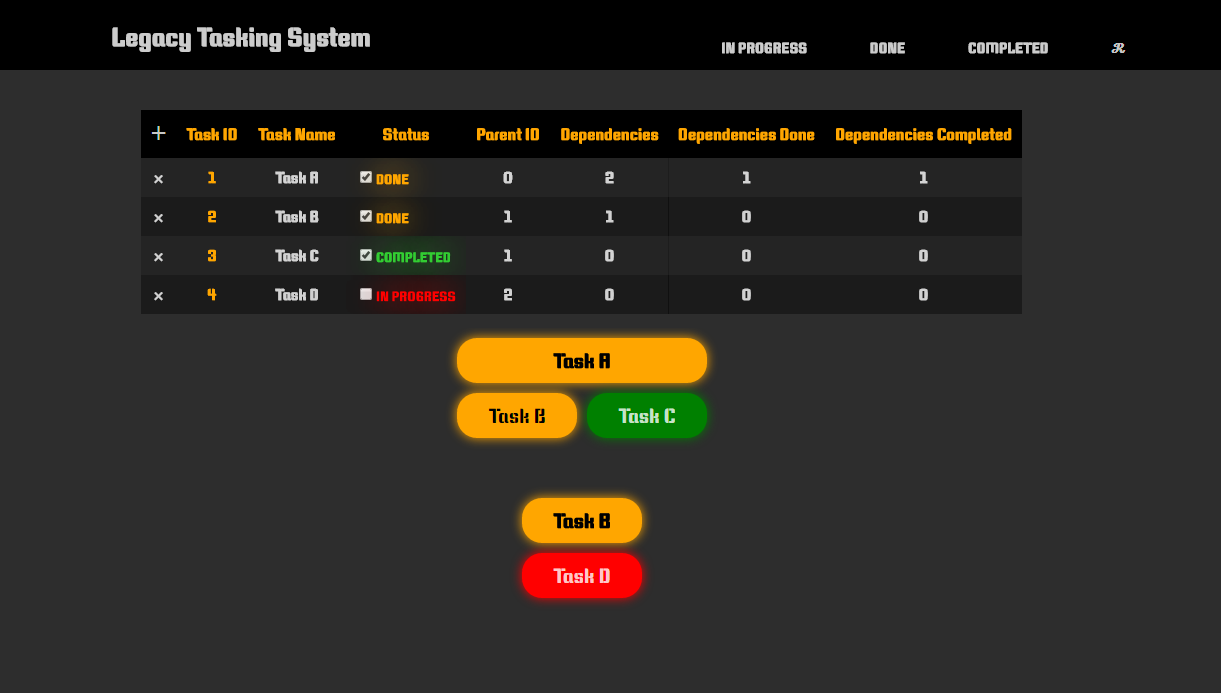 Legacy Tasking System
IN PROGRESS DONE COMPLETED ℛ
+ Task ID Task Name Status Parent ID Dependencies Dependencies Done Dependencies Completed
× 1 Task A DONE 0 2 1 1
× 2 Task B DONE 1 1 0 0
× 3 Task C COMPLETED 1 0 0 0
× 4 Task D IN PROGRESS 2 0 0 0
Task A
Task B Task C
Task B
Task D